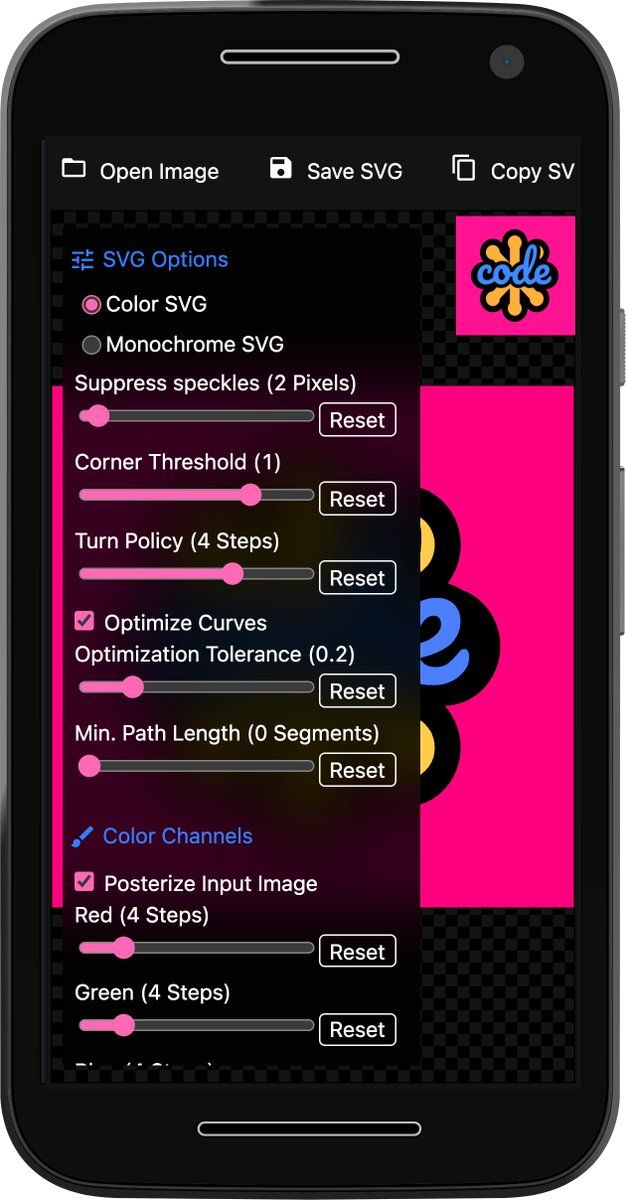 Open Image
Save SVG
Copy SV
SVG Options
code
Color SVG
Monochrome SVG
Suppress speckles (2 Pixels)
Reset
Corner Threshold (1)
Reset
Turn Policy (4 Steps)
Reset
Optimize Curves
Optimization Tolerance (0.2)
Reset
e
Min. Path Length (0 Segments)
Reset
Color Channels
Posterize Input Image
Red (4 Steps)
Reset
Green (4 Steps)
Reset